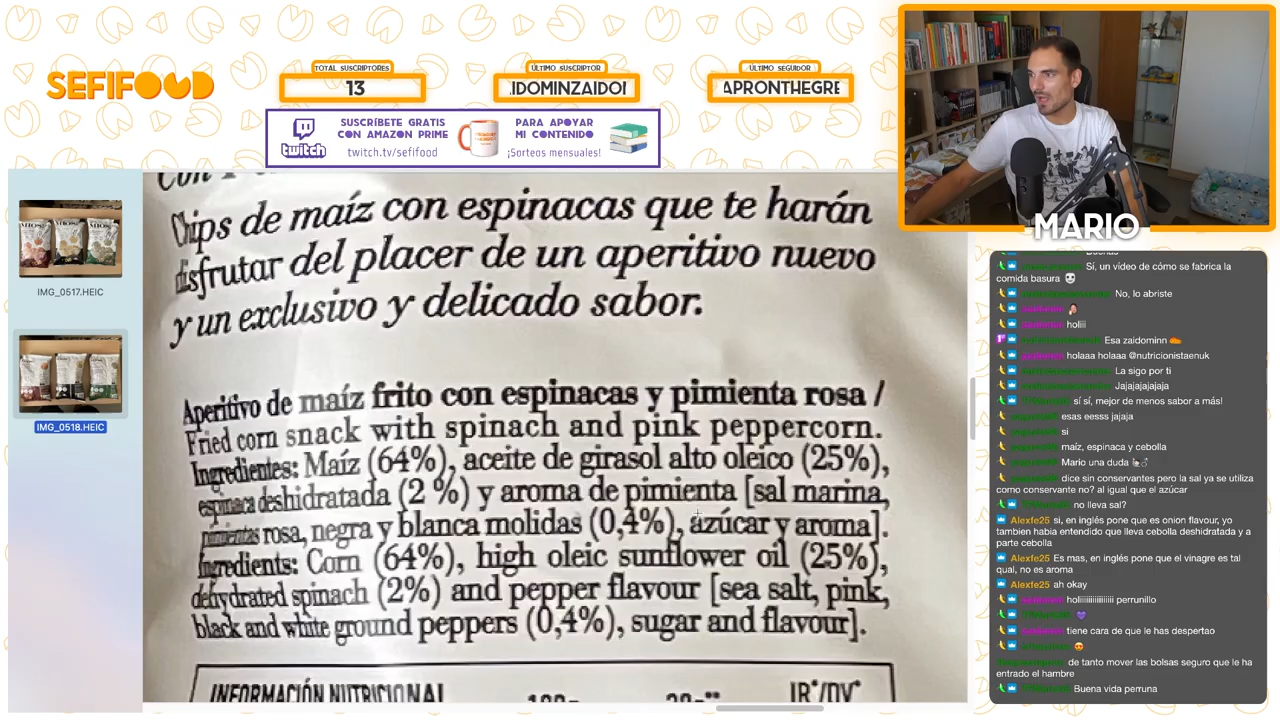 SEFIFOOD
TOTAL SUSCRIPTORES
13
ÚLTIMO SUSCRIPTOR
IDOMINZAIDOI
ÚLTIMO SEGUIDOR
APRONTHEGRE
twitch
SUSCRÍBETE GRATIS
CON AMAZON PRIME
twitch.tv/sefifood
PARA APOYAR
MI CONTENIDO
¡Sorteos mensuales!
MARIO
IMG_0517.HEIC
IMG_0518.HEIC
Chips de maíz con espinacas que te harán
disfrutar del placer de un aperitivo nuevo
y un exclusivo y delicado sabor.
Aperitivo de maíz frito con espinacas y pimienta rosa /
Fried corn snack with spinach and pink peppercorn.
Ingredientes: Maíz (64%), aceite de girasol alto oleico (25%),
espinaca deshidratada (2 %) y aroma de pimienta [sal marina,
pimientas rosa, negra y blanca molidas (0,4%), azúcar y aroma].
Ingredients: Corn (64%), high oleic sunflower oil (25%),
dehydrated spinach (2%) and pepper flavour [sea salt, pink,
black and white ground peppers (0,4%), sugar and flavour].
INFORMACIÓN NUTRICIONAL
IR*/DV*
Sí, un vídeo de cómo se fabrica la
comida basura
No, lo abriste
holiii
Esa zaidominn
holaaa holaaa @nutricionistaenuk
La sigo por ti
Jajajajajajaja
sí sí, mejor de menos sabor a más!
esas eesss jajaja
si
maíz, espinaca y cebolla
Mario una duda
dice sin conservantes pero la sal ya se utiliza
como conservante no? al igual que el azúcar
no lleva sal?
Alexfe25 si, en inglés pone que es onion flavour, yo
tambien habia entendido que lleva cebolla deshidratada y a
parte cebolla
Alexfe25 Es mas, en inglés pone que el vinagre es tal
qual, no es aroma
Alexfe25 ah okay
holiiiiiiiiiiiiiiii perrunillo
tiene cara de que le has despertao
de tanto mover las bolsas seguro que le ha
entrado el hambre
Buena vida perruna